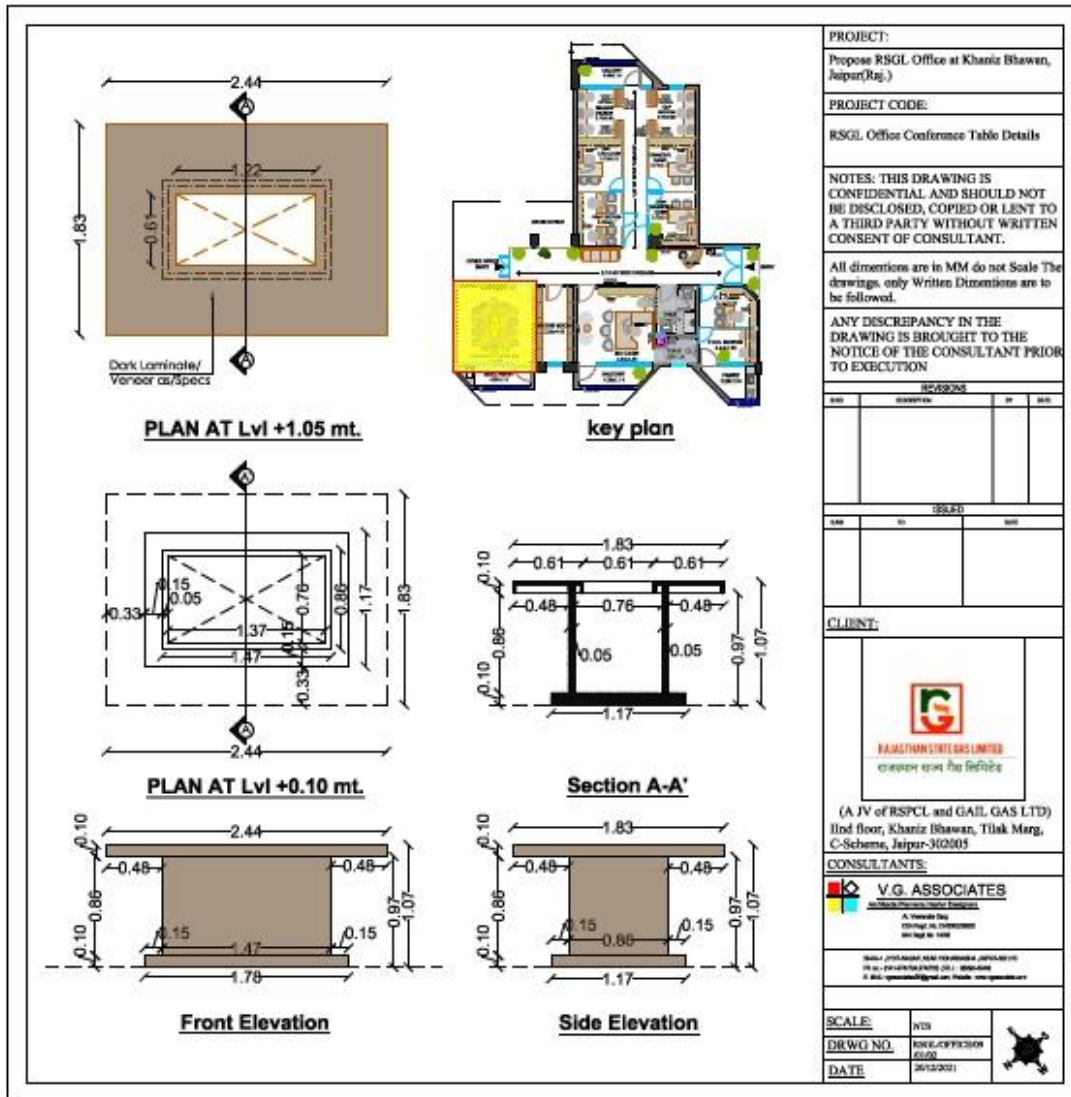 2.44
A
1.22
0.61
1.83
A
Dark Laminate/
Veneer as/Specs
PLAN AT Lvl +1.05 mt.
key plan
A
0.15
0.05
0.33
0.76
0.86
1.17
1.83
1.37
0.15
1.47
0.33
A
2.44
PLAN AT Lvl +0.10 mt.
1.83
0.10
0.61
0.61
0.61
0.48
0.76
0.48
0.86
0.05
0.05
0.97
1.07
0.10
1.17
Section A-A'
2.44
0.10
0.48
0.48
0.86
0.97
1.07
0.15
0.15
0.10
1.47
1.78
Front Elevation
1.83
0.10
0.48
0.48
0.86
0.97
1.07
0.15
0.15
0.10
0.86
1.17
Side Elevation
PROJECT:
Propose RSGL Office at Khaniz Bhawan,
Jaipur(Raj.)
PROJECT CODE:
RSGL Office Conference Table Details
NOTES: THIS DRAWING IS
CONFIDENTIAL AND SHOULD NOT
BE DISCLOSED, COPIED OR LENT TO
A THIRD PARTY WITHOUT WRITTEN
CONSENT OF CONSULTANT.
All dimentions are in MM do not Scale The
drawings, only Written Dimentions are to
be followed.
ANY DISCREPANCY IN THE
DRAWING IS BROUGHT TO THE
NOTICE OF THE CONSULTANT PRIOR
TO EXECUTION
REVISIONS
DESCRIPTION BY DATE
ISSUED
TO DATE
CLIENT:
RAJASTHAN STATE GAS LIMITED
राजस्थान राज्य गैस लिमिटेड
(A JV of RSPCL and GAIL GAS LTD)
IInd floor, Khaniz Bhawan, Tilak Marg,
C-Scheme, Jaipur-302005
CONSULTANTS:
V.G. ASSOCIATES
SCALE: NTS
DRWG NO.
DATE 20/12/2021